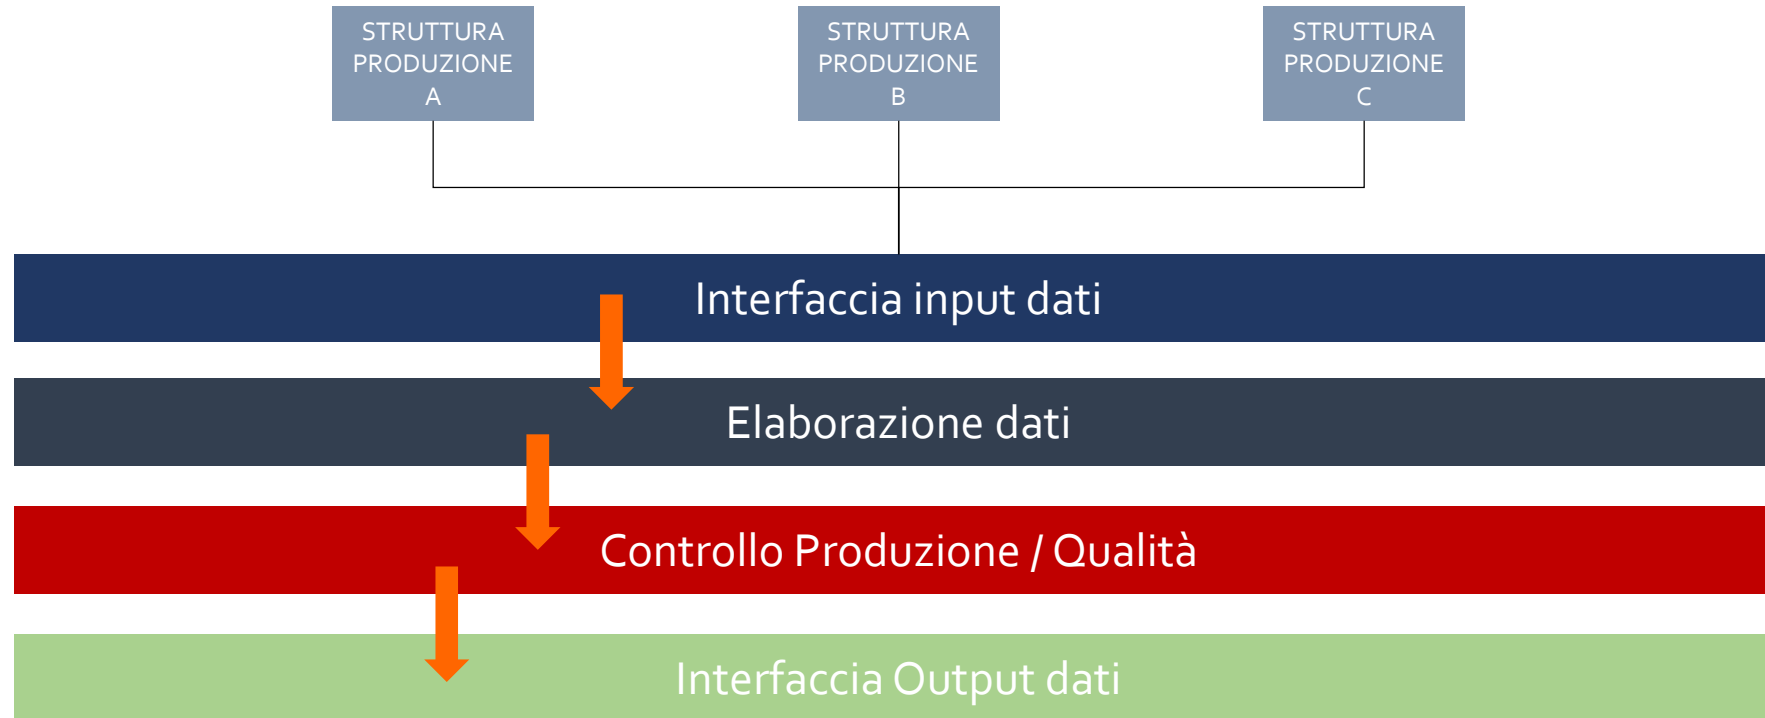 STRUTTURA
PRODUZIONE
A
STRUTTURA
PRODUZIONE
B
STRUTTURA
PRODUZIONE
C
Interfaccia input dati
Elaborazione dati
Controllo Produzione / Qualità
Interfaccia Output dati